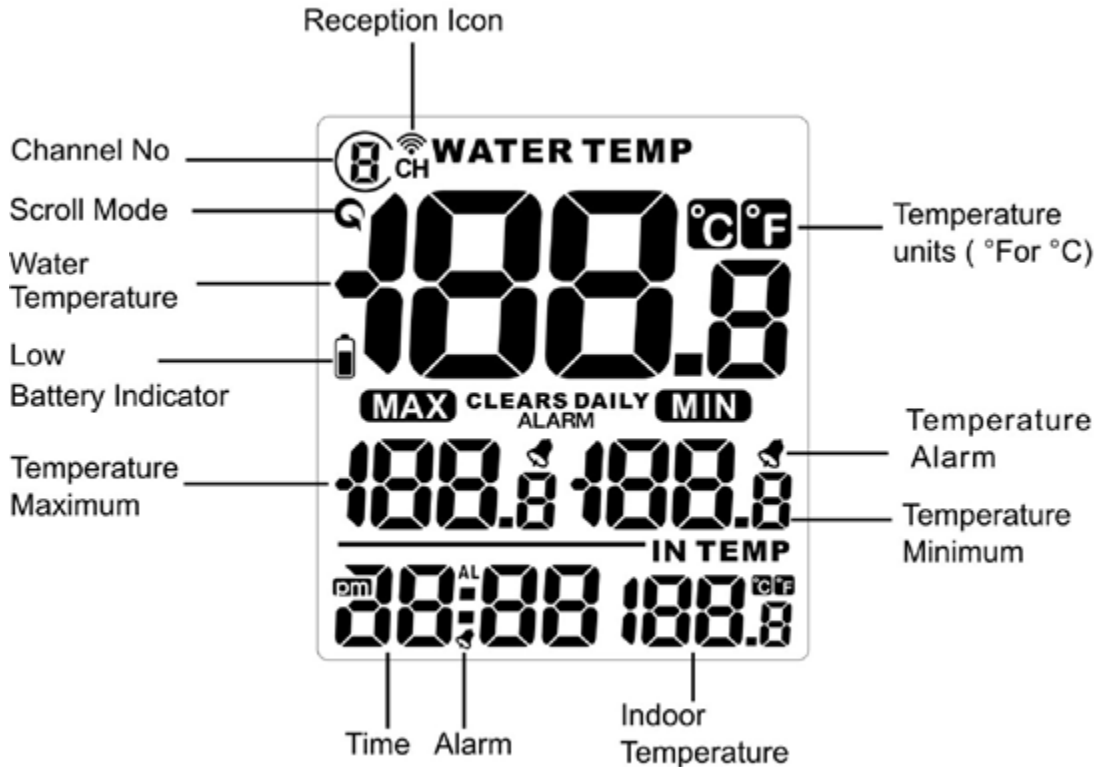 Reception Icon
Channel No
8
CH
WATER TEMP
Scroll Mode
188.8
°C °F
Temperature
units ( °For °C)
Water
Temperature
Low
Battery Indicator
MAX CLEARS DAILY MIN
ALARM
Temperature
Alarm
Temperature
Maximum
188.8
188.8
Temperature
Minimum
IN TEMP
pm
AL
28:88
188.8
°C °F
Time
Alarm
Indoor
Temperature